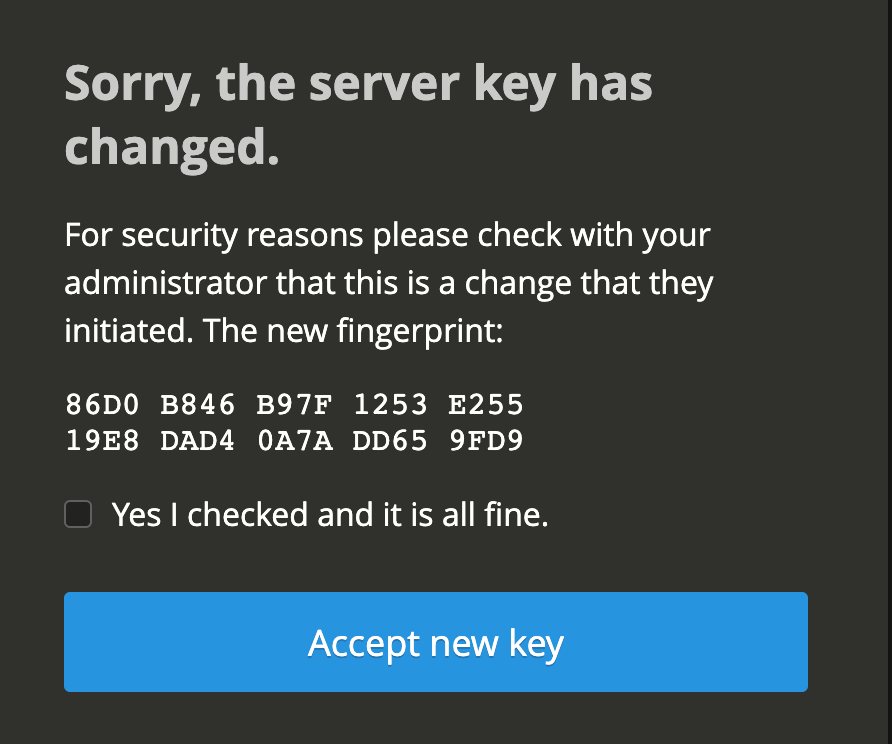 Sorry, the server key has
changed.
For security reasons please check with your
administrator that this is a change that they
initiated. The new fingerprint:
86D0 B846 B97F 1253 E255
19E8 DAD4 0A7A DD65 9FD9
Yes I checked and it is all fine.
Accept new key